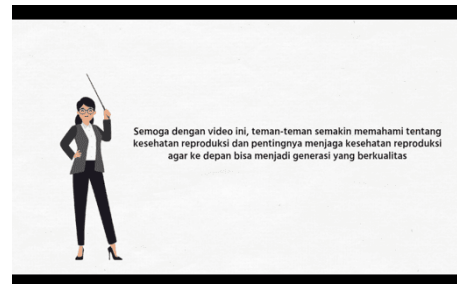 Semoga dengan video ini, teman-teman semakin memahami tentang
kesehatan reproduksi dan pentingnya menjaga kesehatan reproduksi
agar ke depan bisa menjadi generasi yang berkualitas